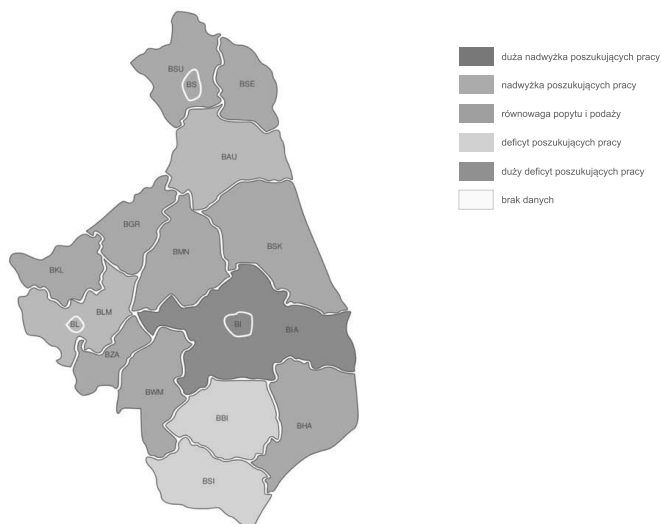 BSU
BS
BSE
BAU
BGR
BMN
BSK
BKL
BLM
BL
BI
BIA
BZA
BWM
BBI
BHA
BSI
duża nadwyżka poszukujących pracy
nadwyżka poszukujących pracy
równowaga popytu i podaży
deficyt poszukujących pracy
duży deficyt poszukujących pracy
brak danych